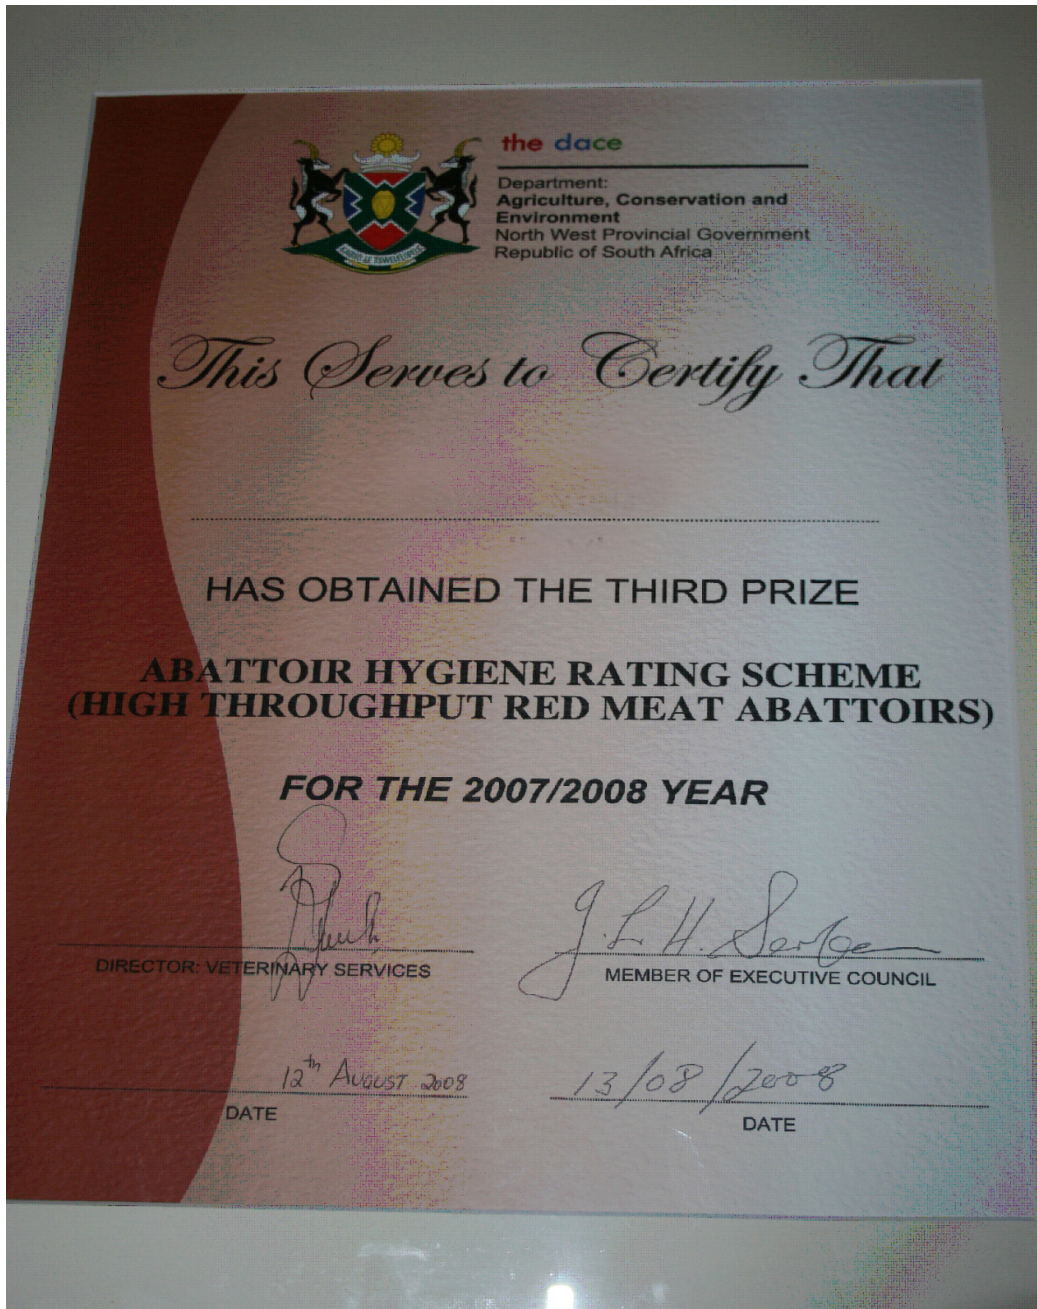 the dace
Department:
Agriculture, Conservation and
Environment
North West Provincial Government
Republic of South Africa
This Serves to Certify That
HAS OBTAINED THE THIRD PRIZE
ABATTOIR HYGIENE RATING SCHEME
(HIGH THROUGHPUT RED MEAT ABATTOIRS)
FOR THE 2007/2008 YEAR
J. L. H.
DIRECTOR: VETERINARY SERVICES
MEMBER OF EXECUTIVE COUNCIL
12th AUGUST 2008
13/08/2008
DATE
DATE